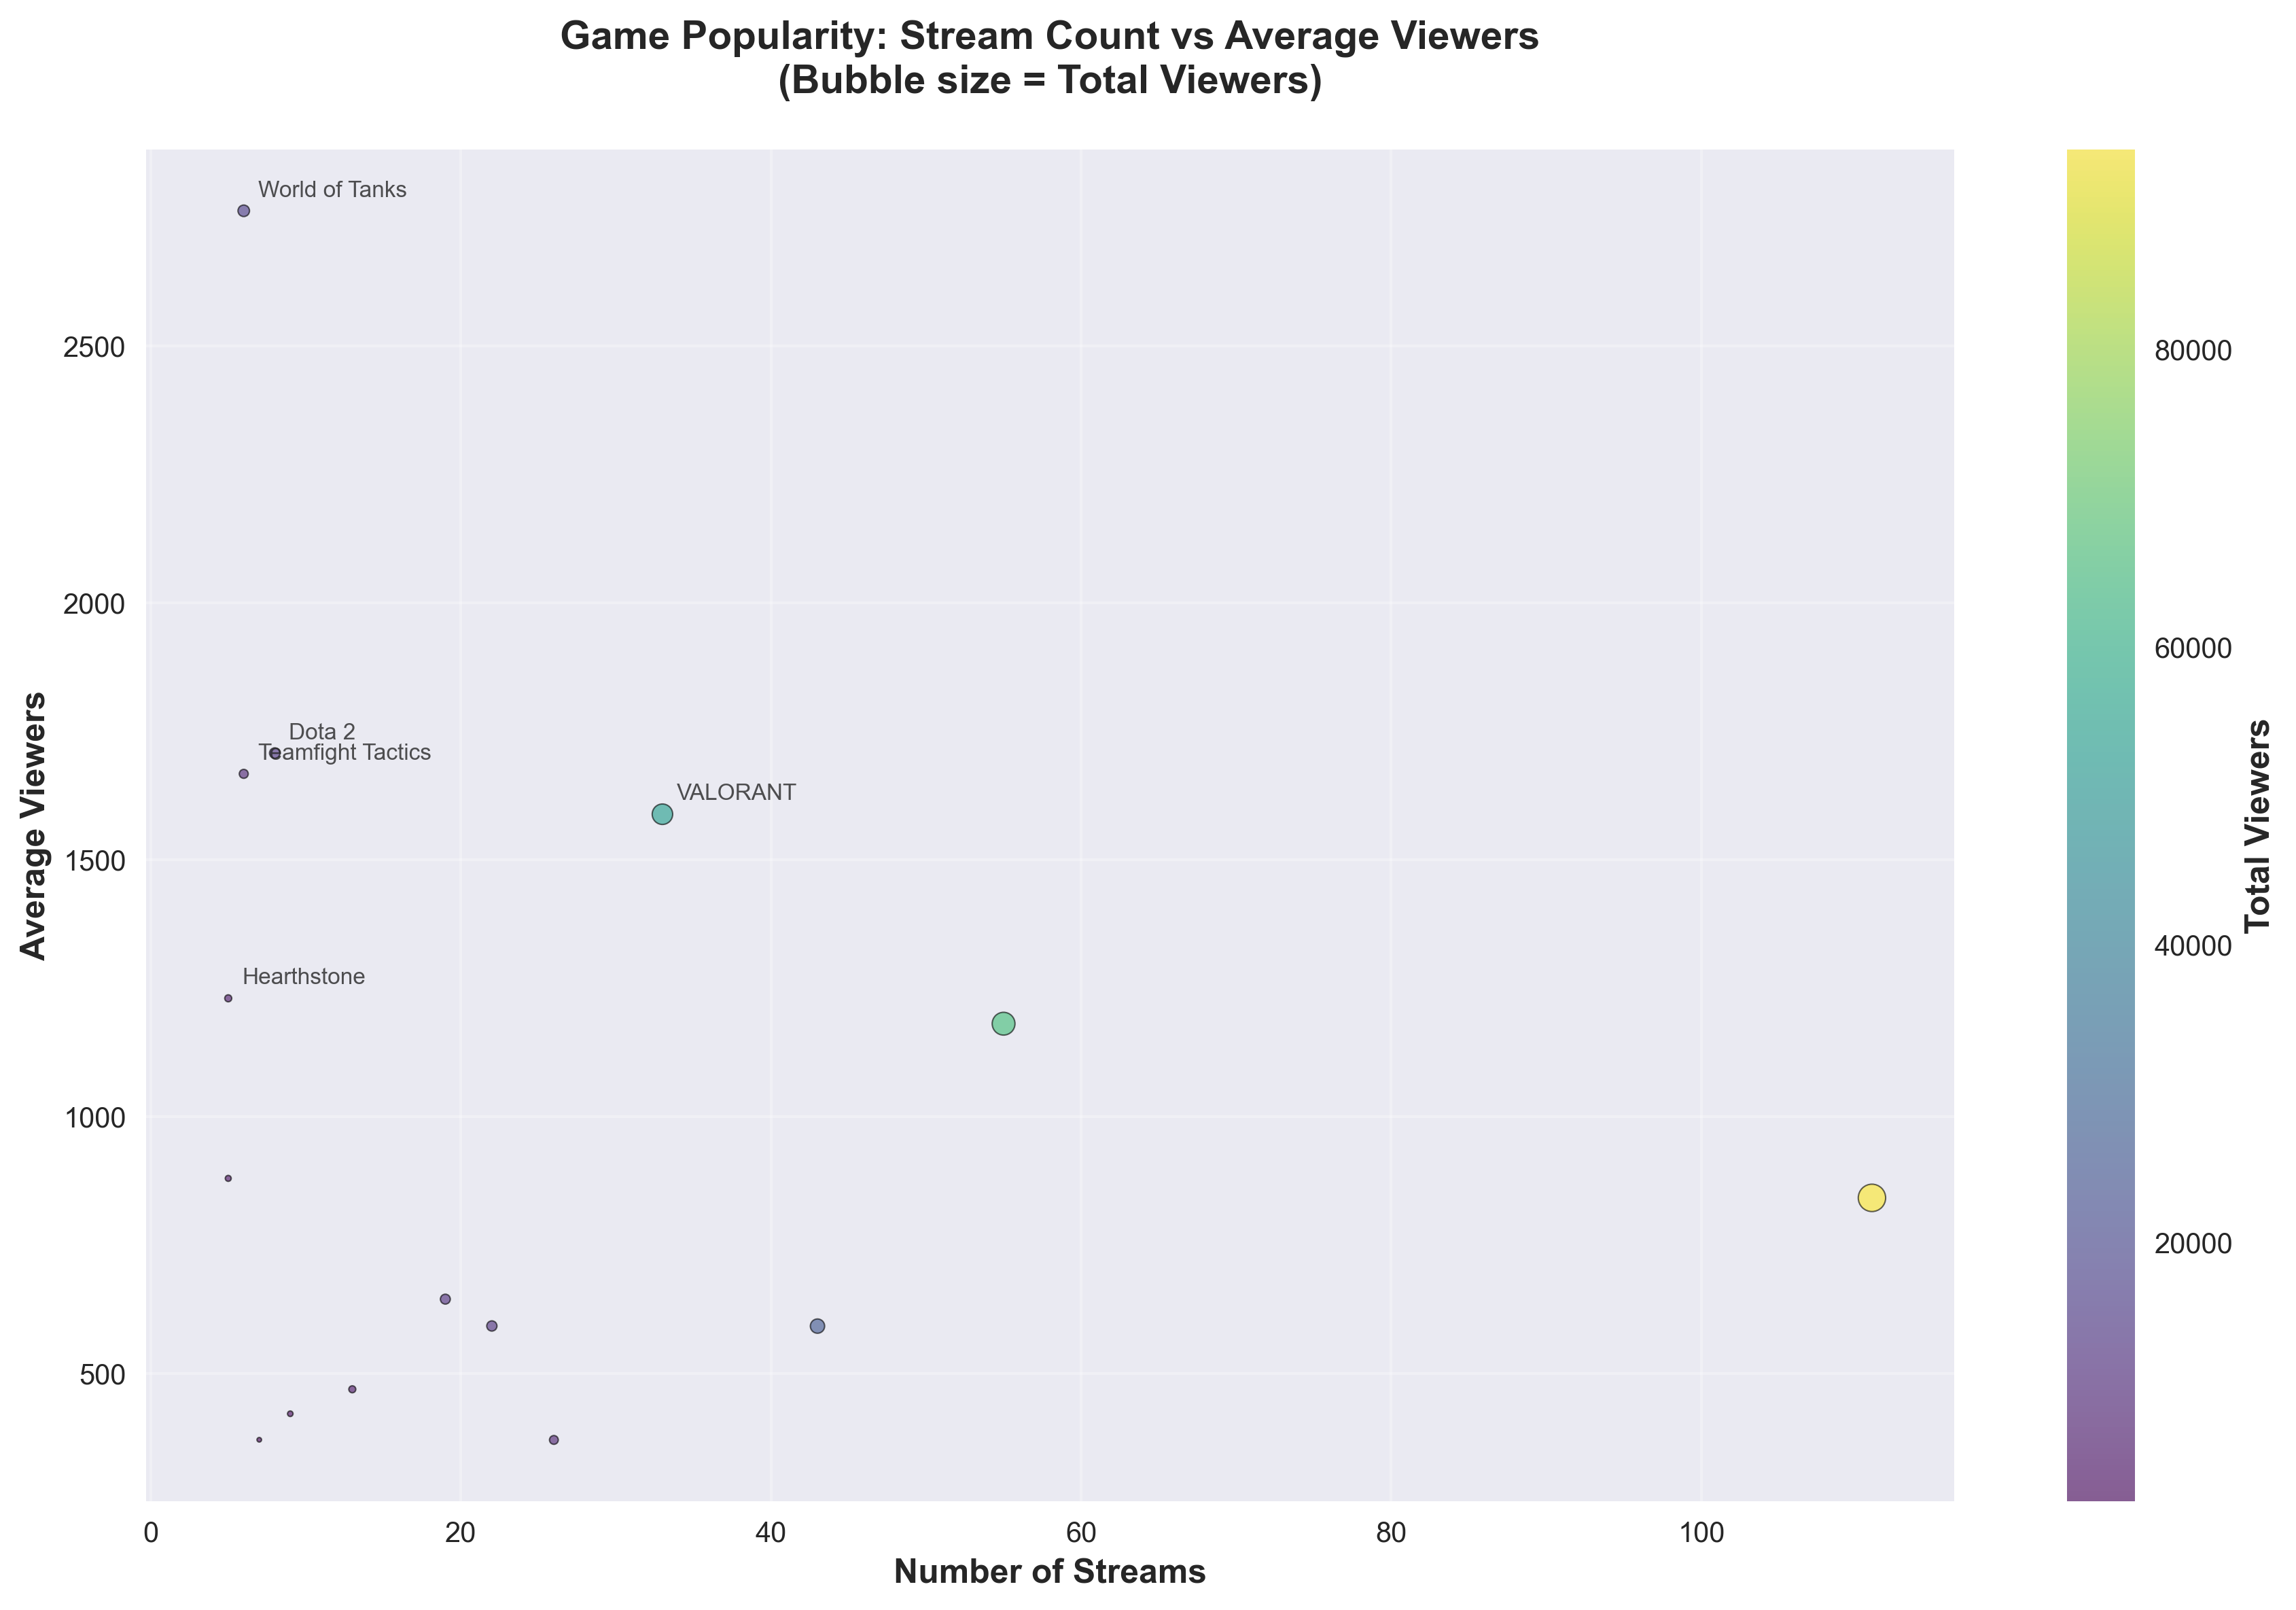 Game Popularity: Stream Count vs Average Viewers
(Bubble size = Total Viewers)
World of Tanks
Dota 2
Teamfight Tactics
VALORANT
Hearthstone
Average Viewers
2500
2000
1500
1000
500
0
20
40
60
80
100
Number of Streams
80000
60000
40000
20000
Total Viewers